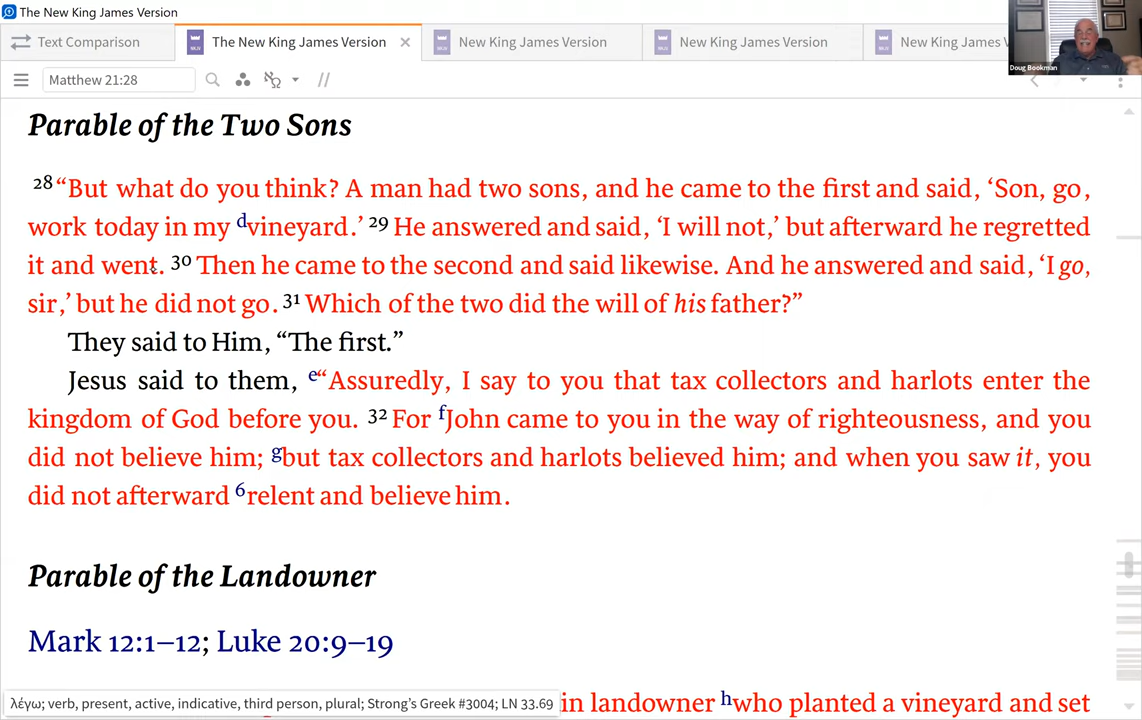 The New King James Version
Text Comparison
The New King James Version
New King James Version
New King James Version
New King James V
Doug Bookman
Matthew 21:28
Parable of the Two Sons
28 “But what do you think? A man had two sons, and he came to the first and said, ‘Son, go,
work today in my dvineyard.’ 29 He answered and said, ‘I will not,’ but afterward he regretted
it and went. 30 Then he came to the second and said likewise. And he answered and said, ‘I go,
sir,’ but he did not go. 31 Which of the two did the will of his father?”
They said to Him, “The first.”
Jesus said to them, e“Assuredly, I say to you that tax collectors and harlots enter the
kingdom of God before you. 32 For fJohn came to you in the way of righteousness, and you
did not believe him; gbut tax collectors and harlots believed him; and when you saw it, you
did not afterward 6relent and believe him.
Parable of the Landowner
Mark 12:1–12; Luke 20:9–19
λέγω; verb, present, active, indicative, third person, plural; Strong’s Greek #3004; LN 33.69
in landowner hwho planted a vineyard and set